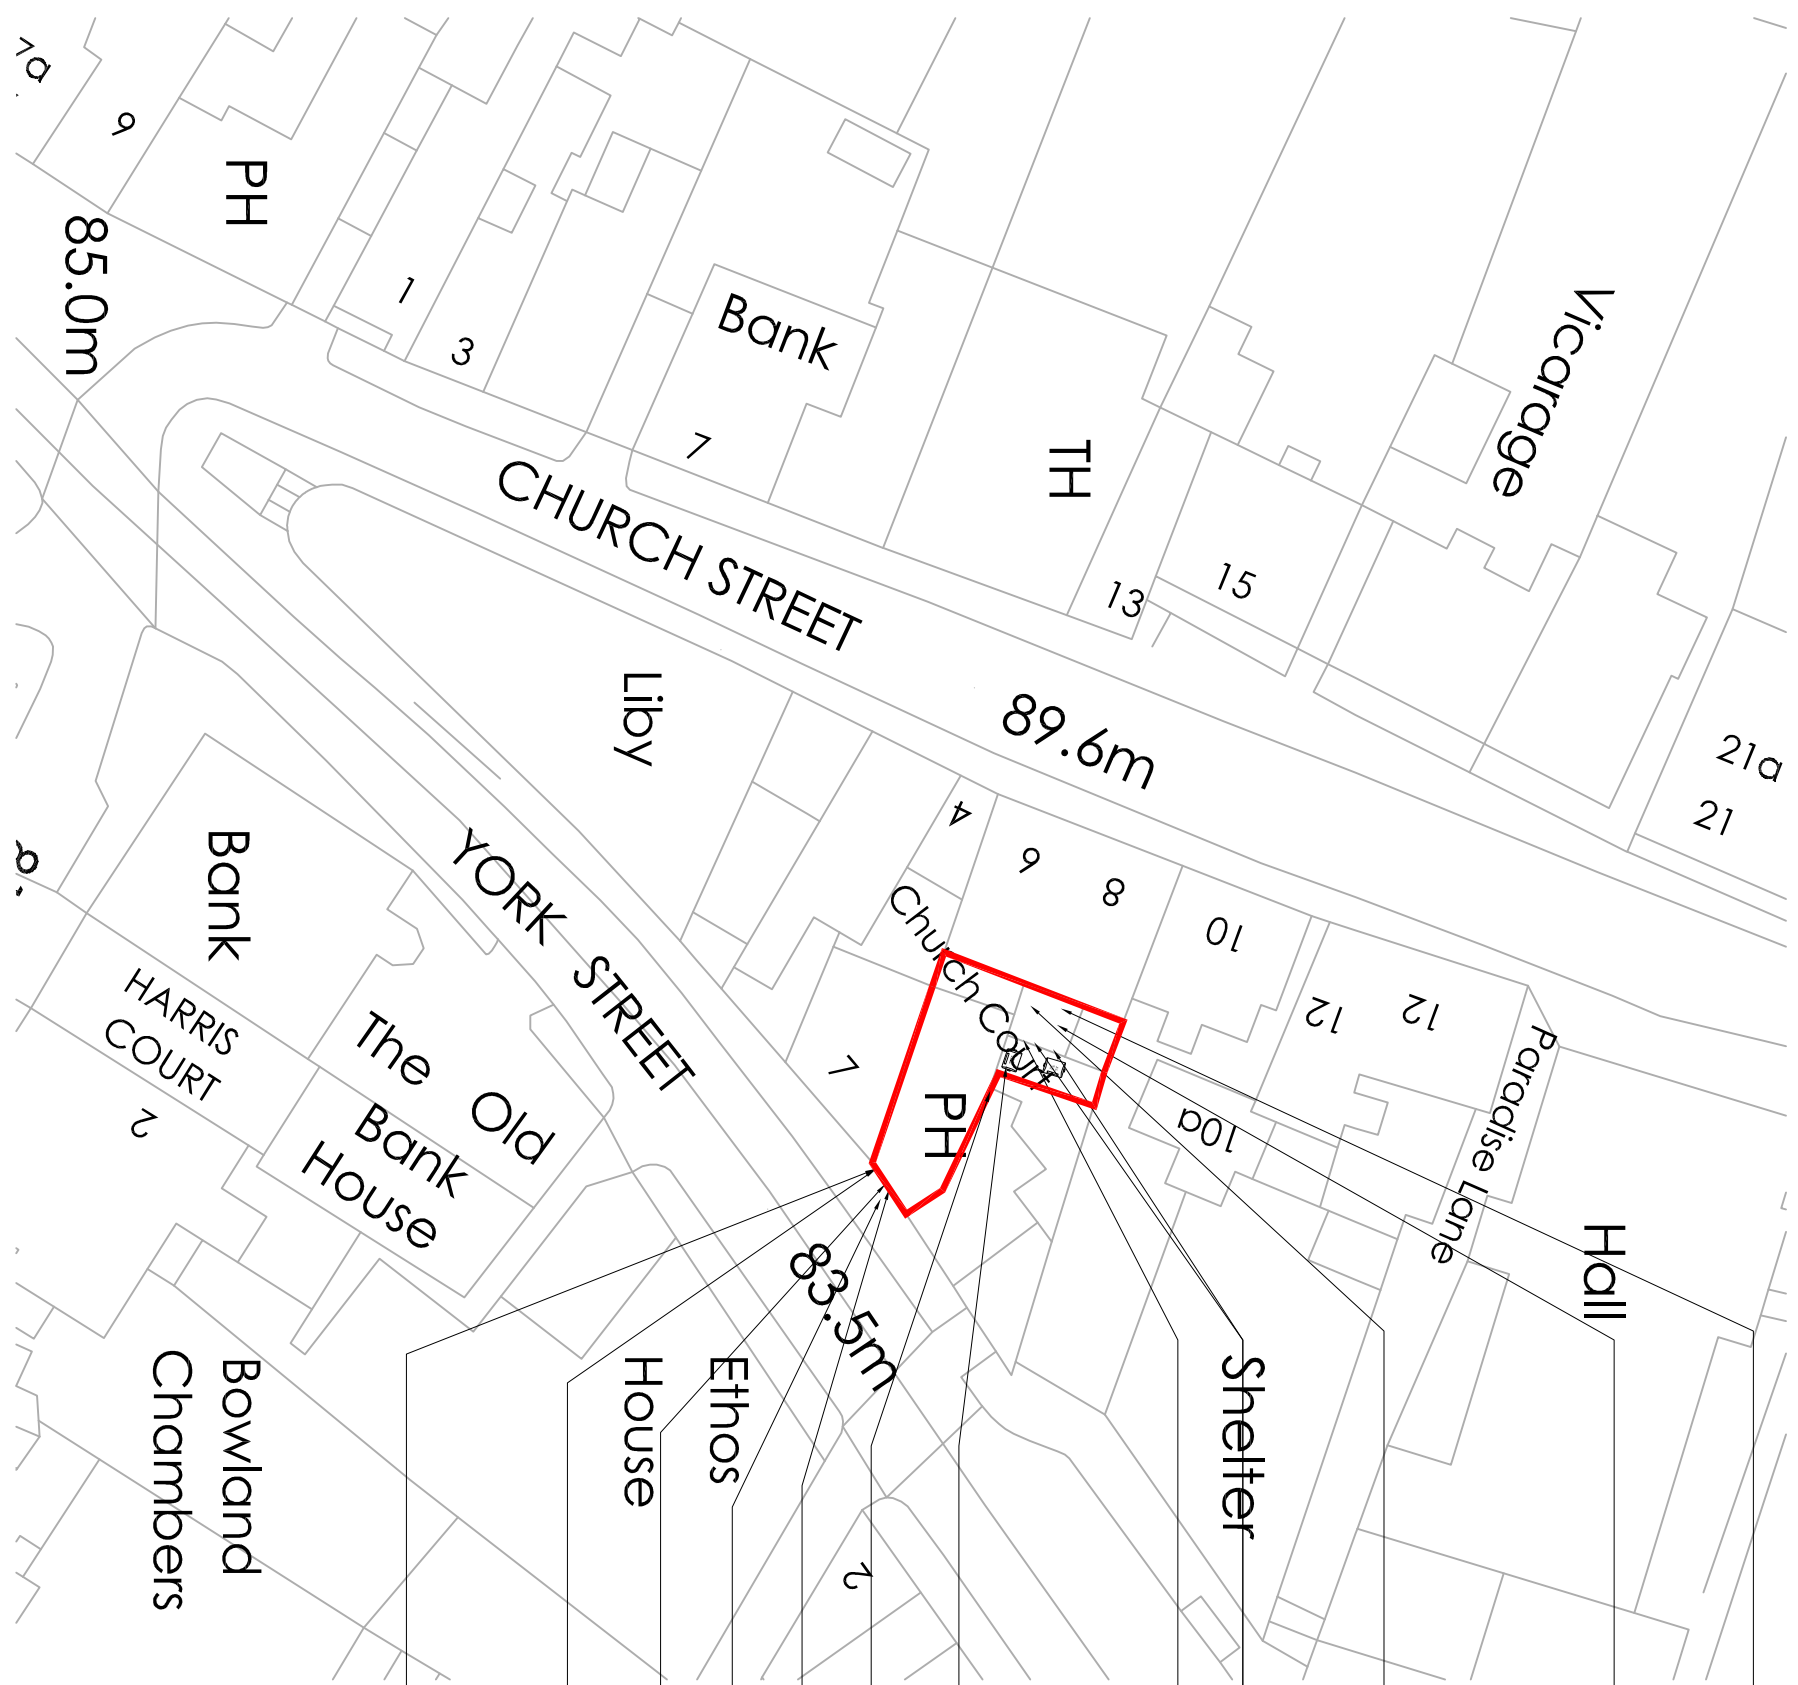 7a
9
PH
85.0m
1
3
Bank
7
CHURCH STREET
TH
Vicarage
13
15
21a
21
Liby
89.6m
4
6
8
10
12
12
Church Court
Paradise Lane
Bank
HARRIS
COURT
2
YORK STREET
The Old
Bank
House
7
PH
10a
83.5m
Hall
Bowland
Chambers
Ethos
House
Shelter
2